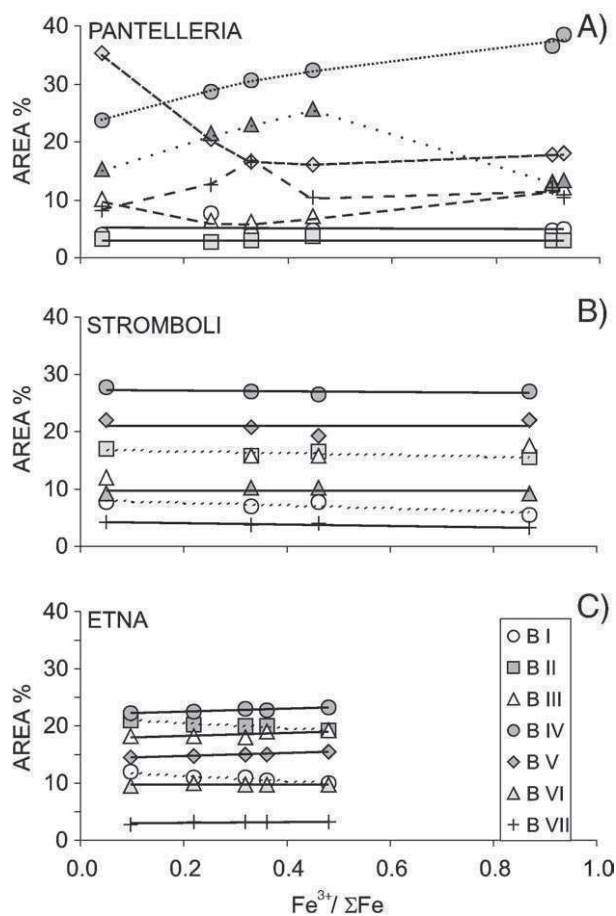 PANTELLERIA
A)
40
30
20
10
0
AREA %
STROMBOLI
B)
40
30
20
10
0
AREA %
ETNA
C)
40
30
20
10
0
AREA %
B I
B II
B III
B IV
B V
B VI
B VII
0.0 0.2 0.4 0.6 0.8 1.0
Fe³⁺/ ΣFe